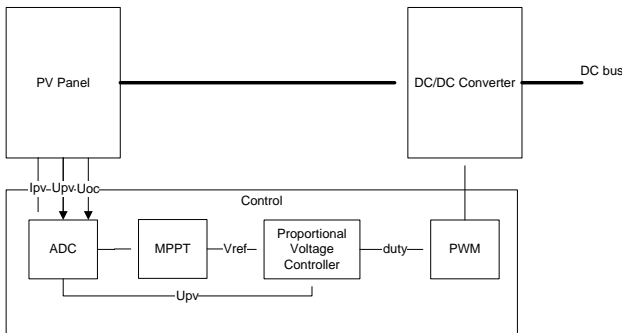 PV Panel
DC/DC Converter
DC bus
Ipv
Upv
Uoc
Control
ADC
MPPT
Vref
Proportional
Voltage
Controller
duty
PWM
Upv